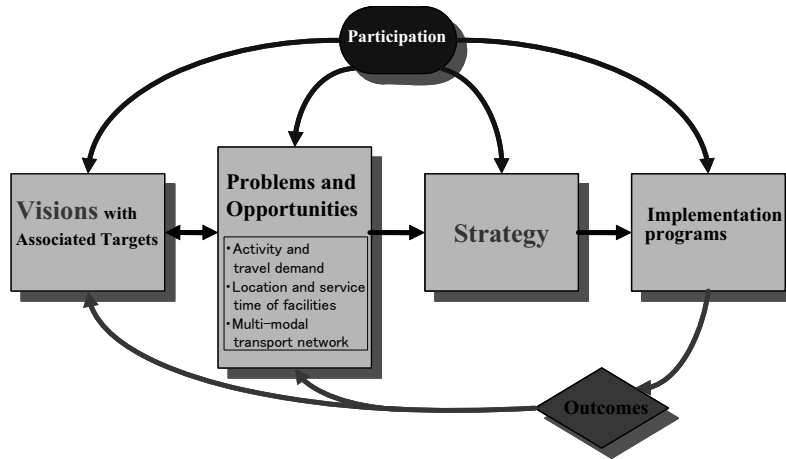 Participation
Visions with
Associated Targets
Problems and
Opportunities
・Activity and
travel demand
・Location and service
time of facilities
・Multi-modal
transport network
Strategy
Implementation
programs
Outcomes